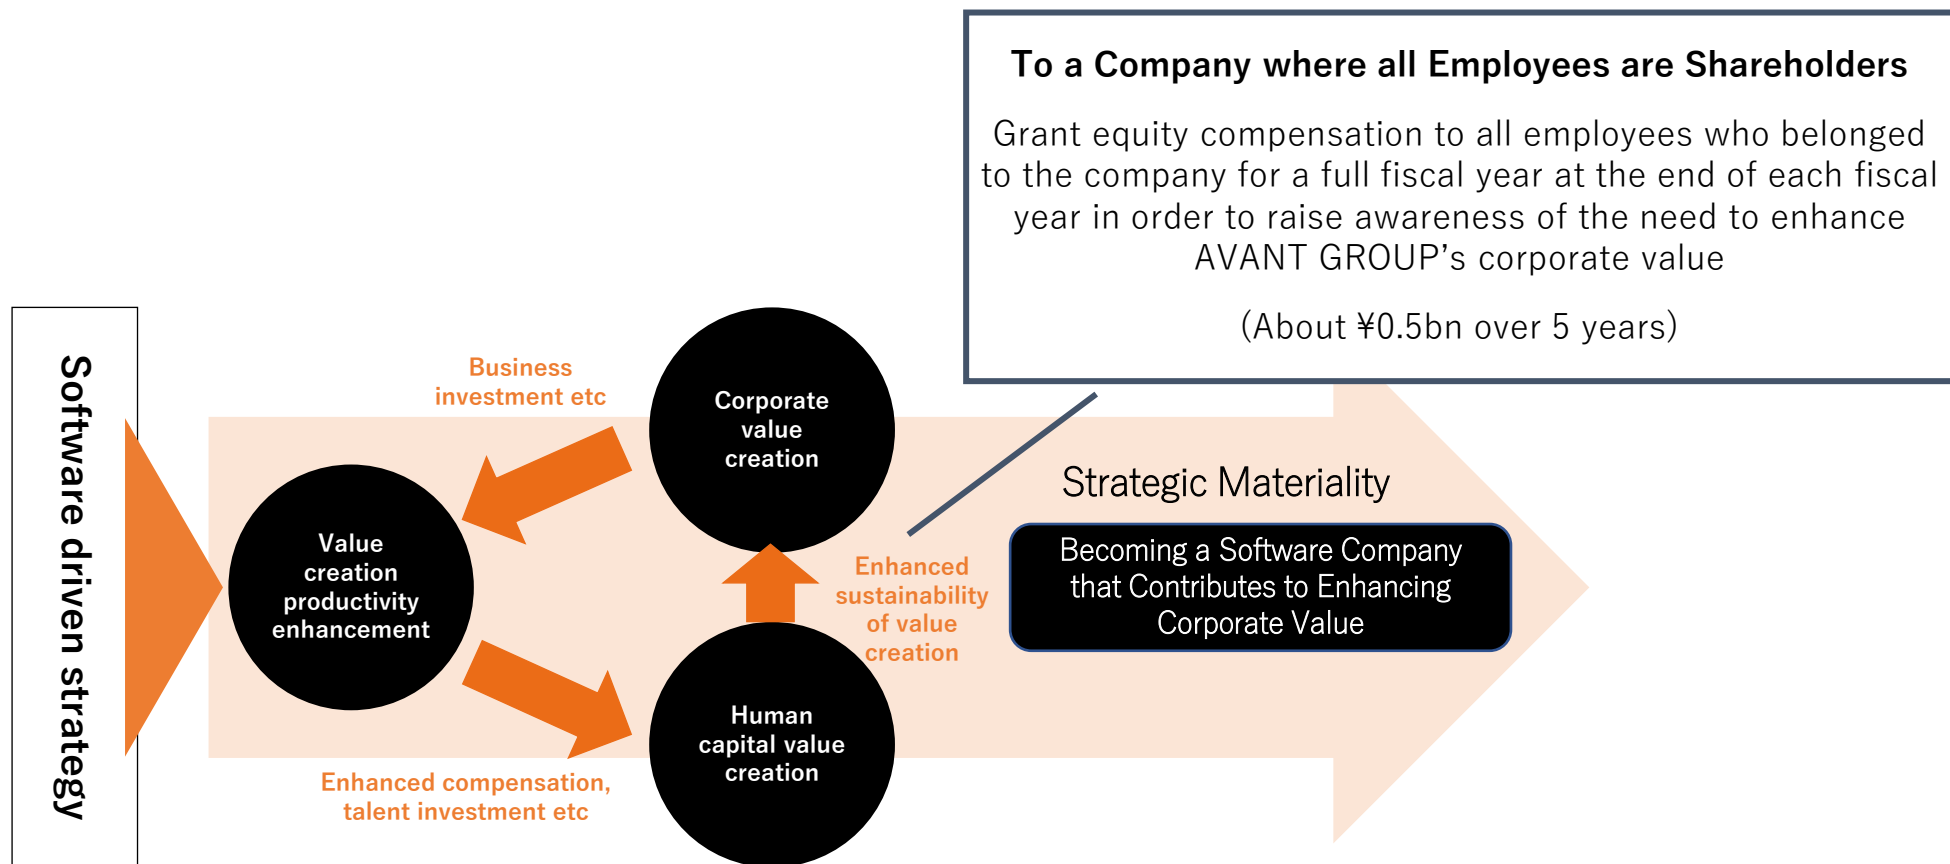 To a Company where all Employees are Shareholders
Grant equity compensation to all employees who belonged
to the company for a full fiscal year at the end of each fiscal
year in order to raise awareness of the need to enhance
AVANT GROUP’s corporate value
(About ¥0.5bn over 5 years)
Software driven strategy
Business
investment etc
Corporate
value
creation
Value
creation
productivity
enhancement
Enhanced
sustainability
of value
creation
Human
capital value
creation
Enhanced compensation,
talent investment etc
Strategic Materiality
Becoming a Software Company
that Contributes to Enhancing
Corporate Value